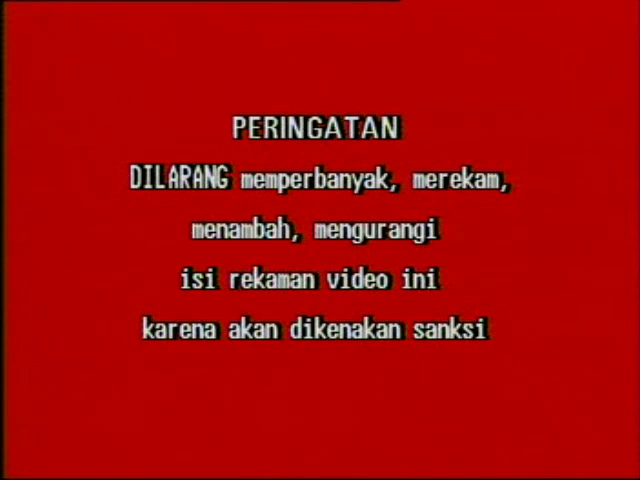 PERINGATAN
DILARANG memperbanyak, merekam,
menambah, mengurangi
isi rekaman video ini
karena akan dikenakan sanksi